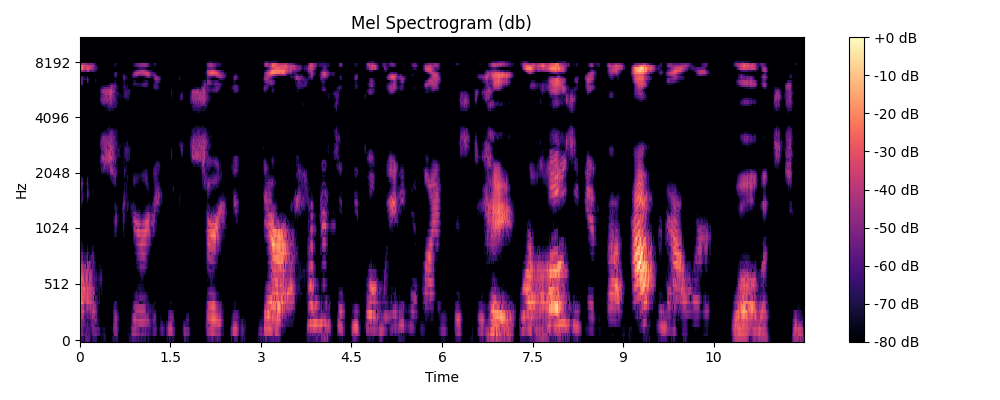 Mel Spectrogram (db)
8192
4096
2048
1024
512
0
Hz
0 1.5 3 4.5 6 7.5 9 10
Time
+0 dB
-10 dB
-20 dB
-30 dB
-40 dB
-50 dB
-60 dB
-70 dB
-80 dB